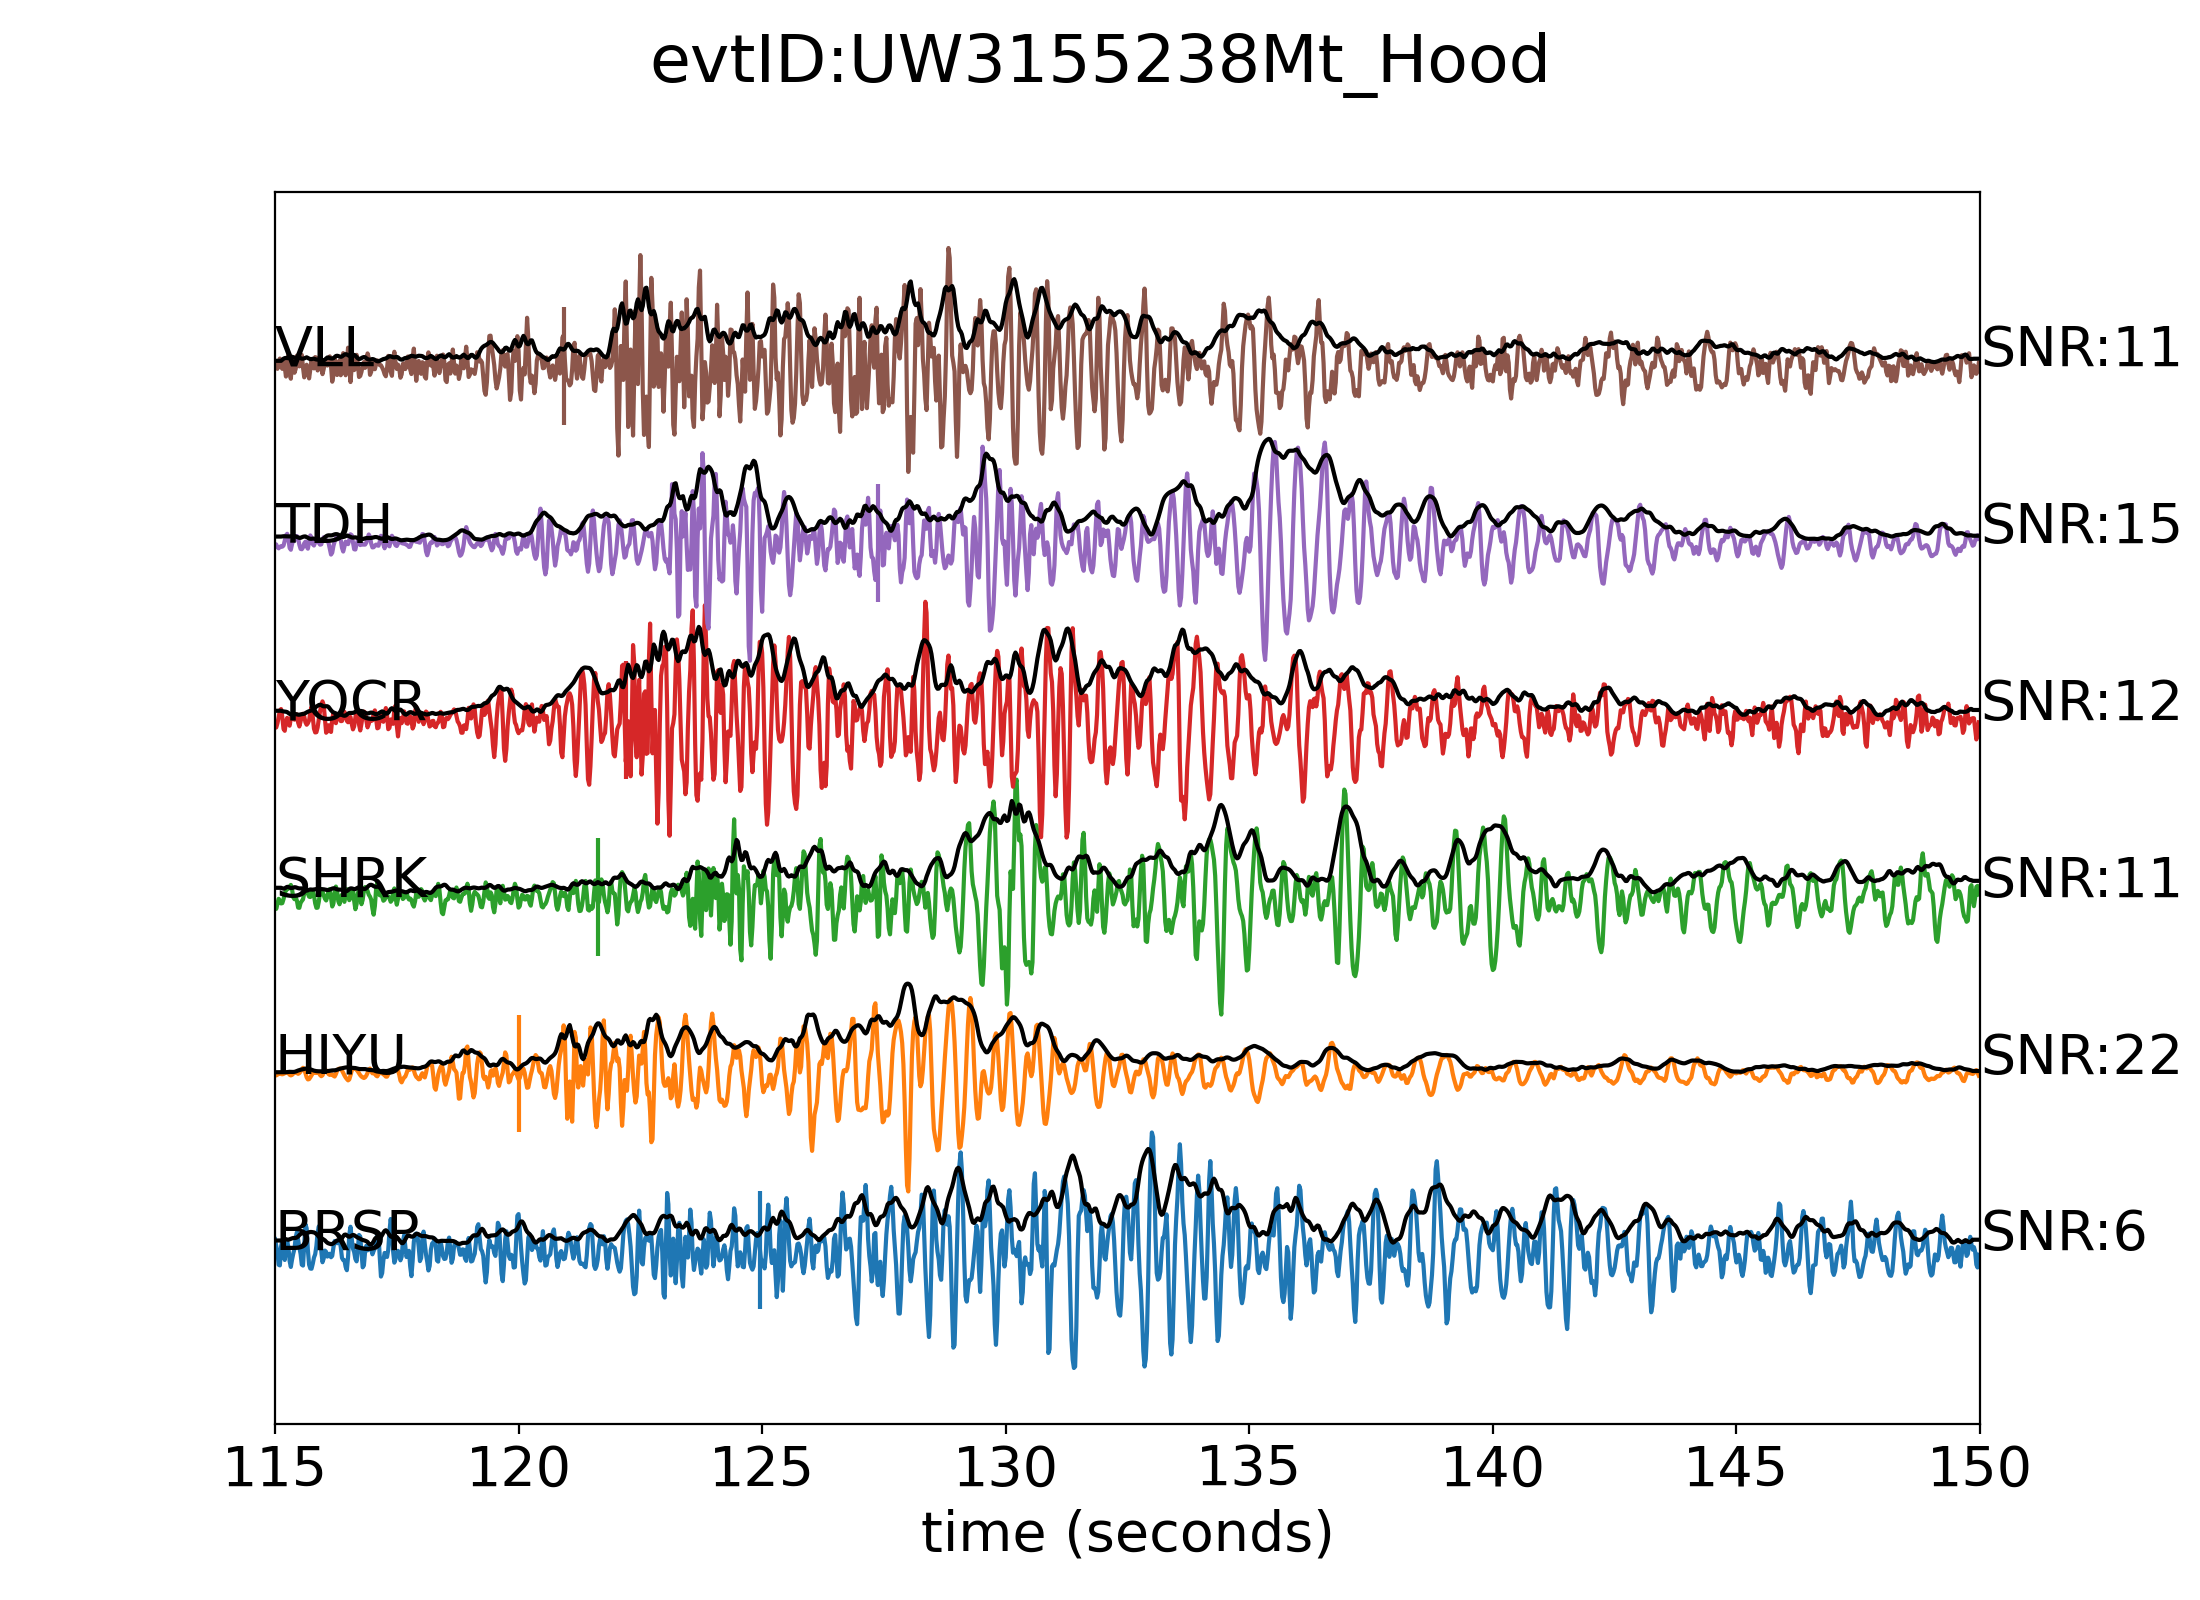 evtID:UW3155238Mt_Hood
VLL SNR:11
TDH SNR:15
YOCR SNR:12
SHRK SNR:11
HIYU SNR:22
BRSP SNR:6
115 120 125 130 135 140 145 150
time (seconds)